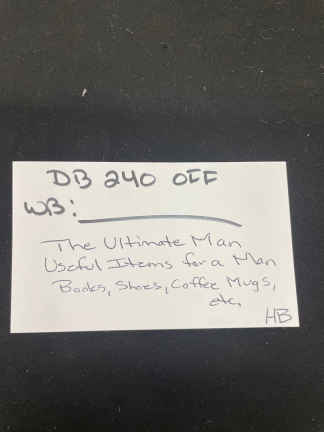 DB 240 OFF
WB:
The Ultimate Man
Useful Items for a Man
Books, Shoes, Coffee Mugs,
etc,
HB